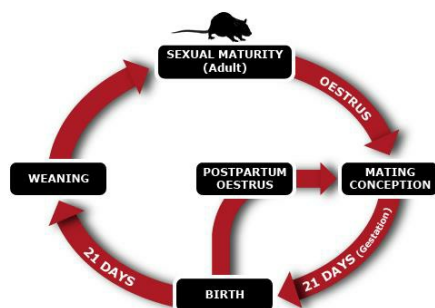 SEXUAL MATURITY
(Adult)
OESTRUS
WEANING
POSTPARTUM
OESTRUS
MATING
CONCEPTION
21 DAYS
21 DAYS (Gestation)
BIRTH